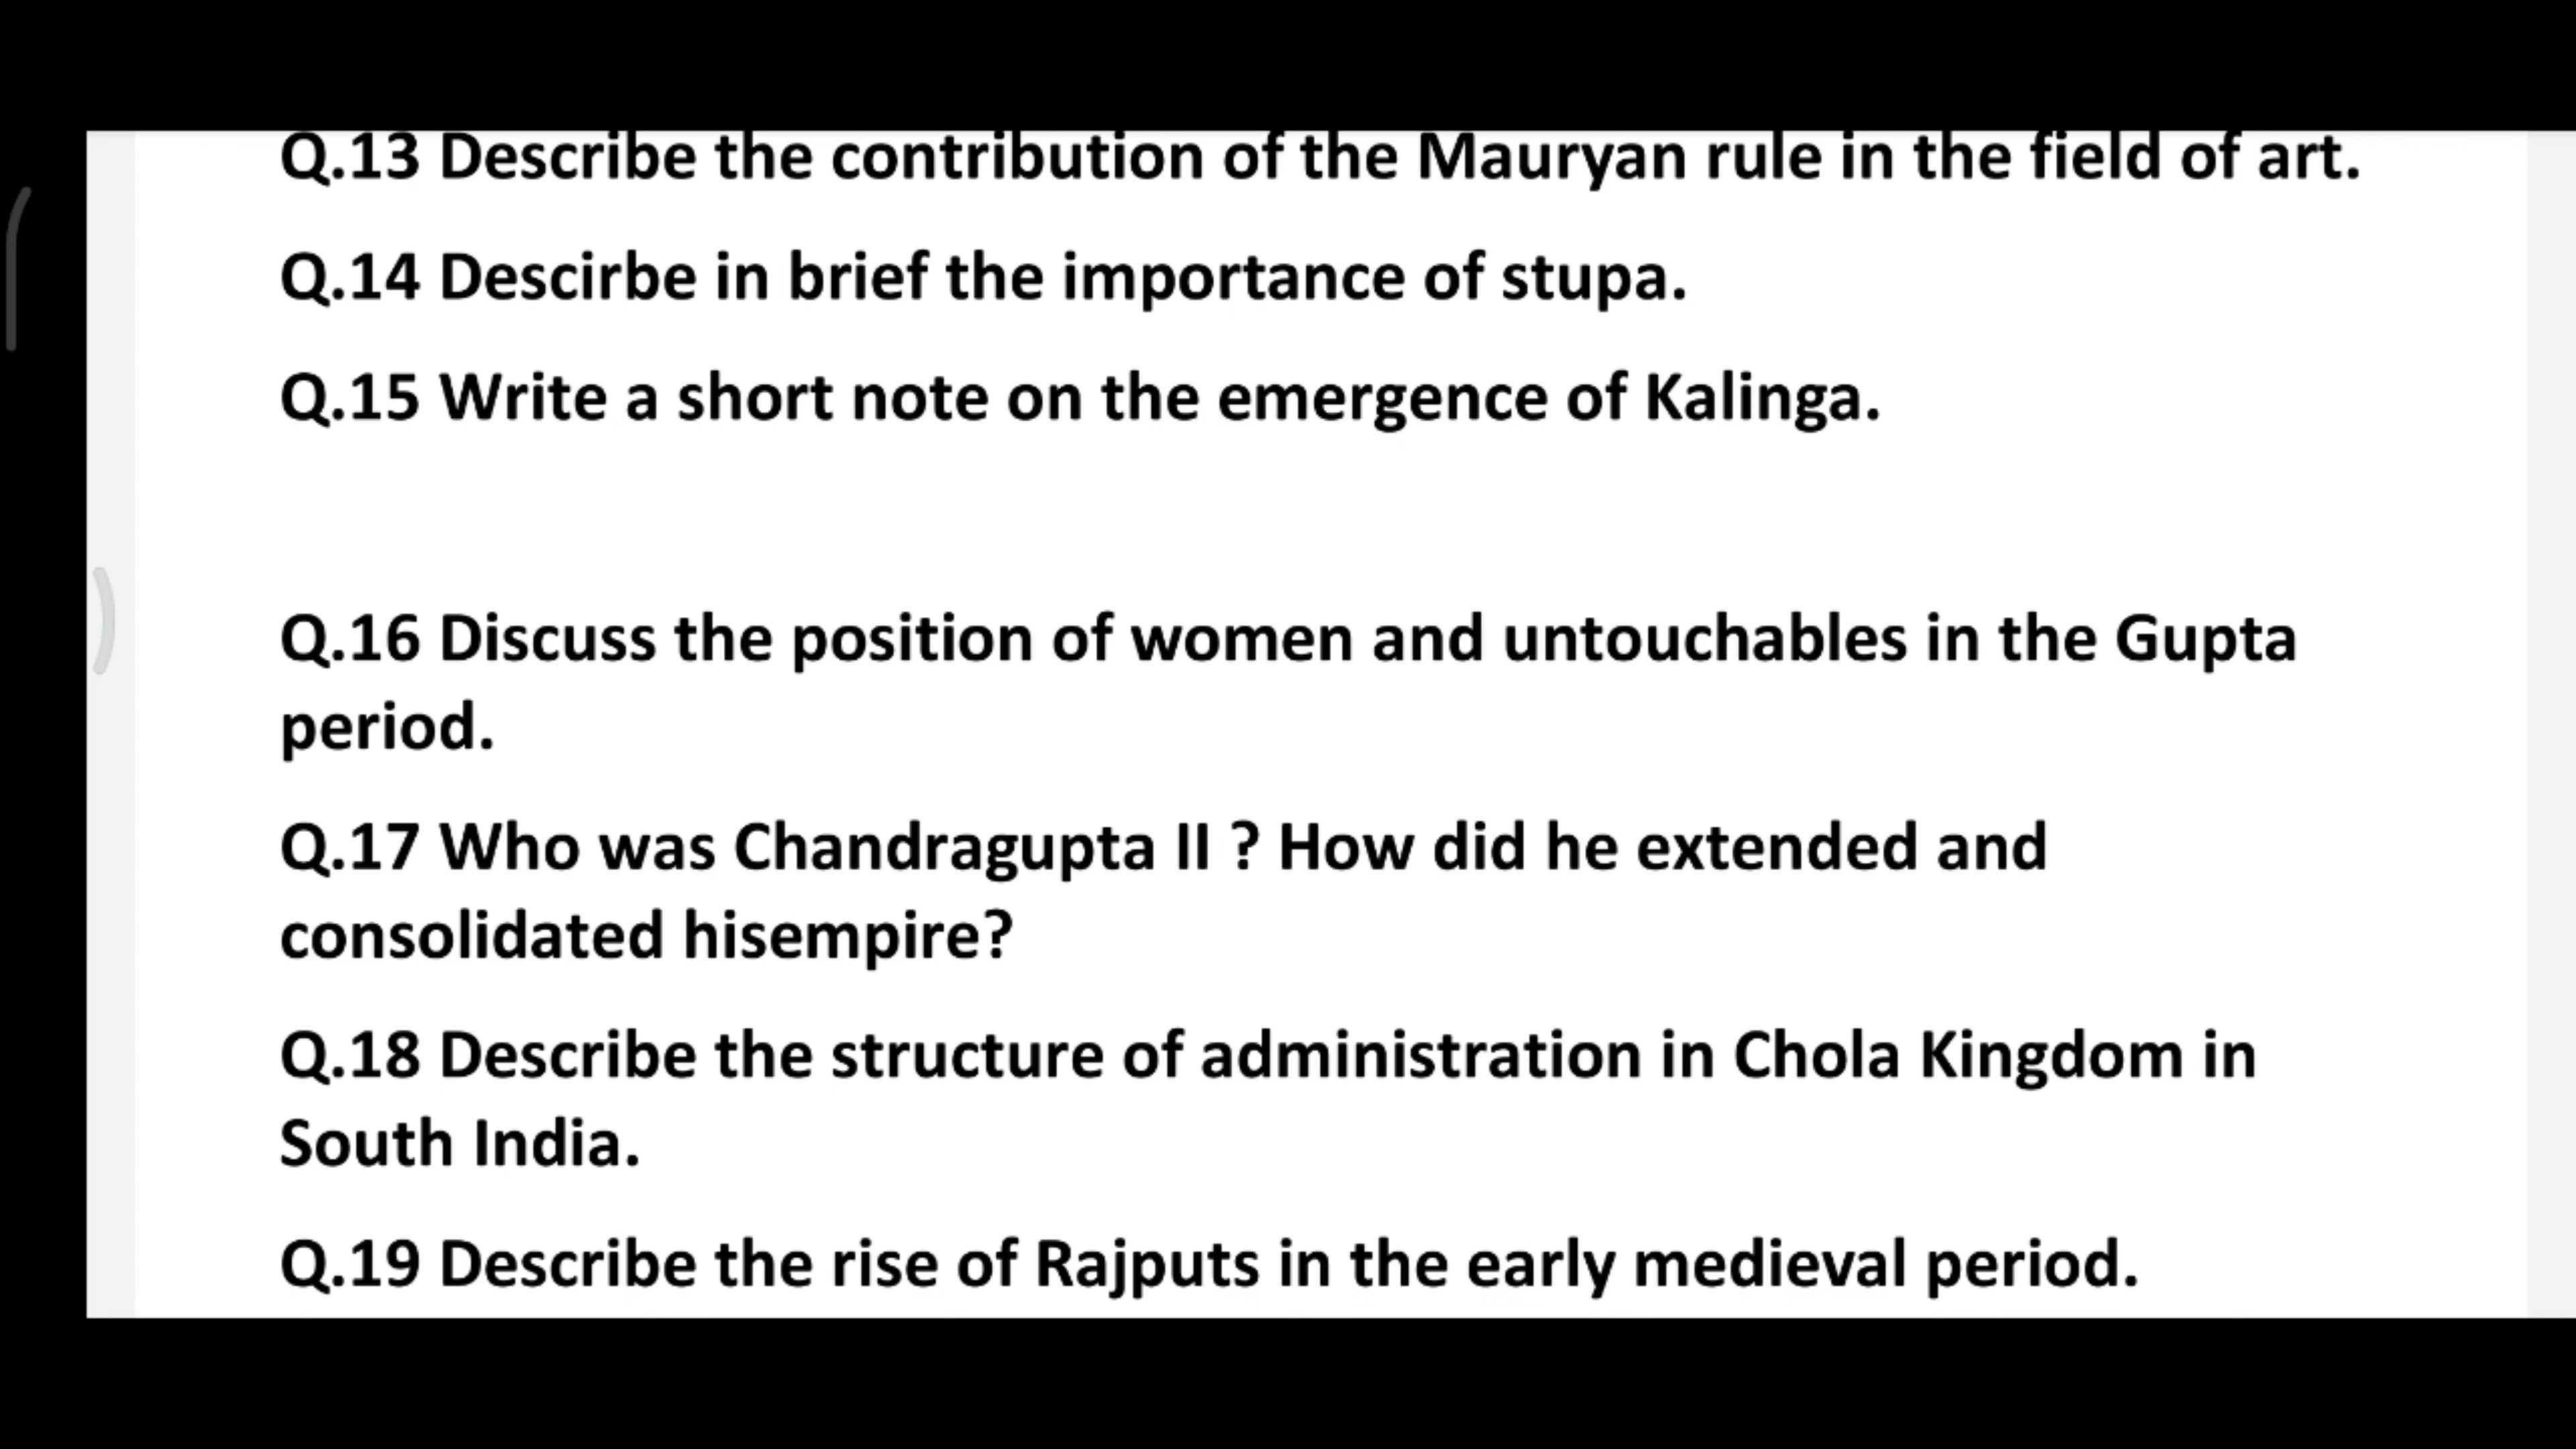 Q.13 Describe the contribution of the Mauryan rule in the field of art.
Q.14 Descirbe in brief the importance of stupa.
Q.15 Write a short note on the emergence of Kalinga.
Q.16 Discuss the position of women and untouchables in the Gupta
period.
Q.17 Who was Chandragupta II ? How did he extended and
consolidated hisempire?
Q.18 Describe the structure of administration in Chola Kingdom in
South India.
Q.19 Describe the rise of Rajputs in the early medieval period.